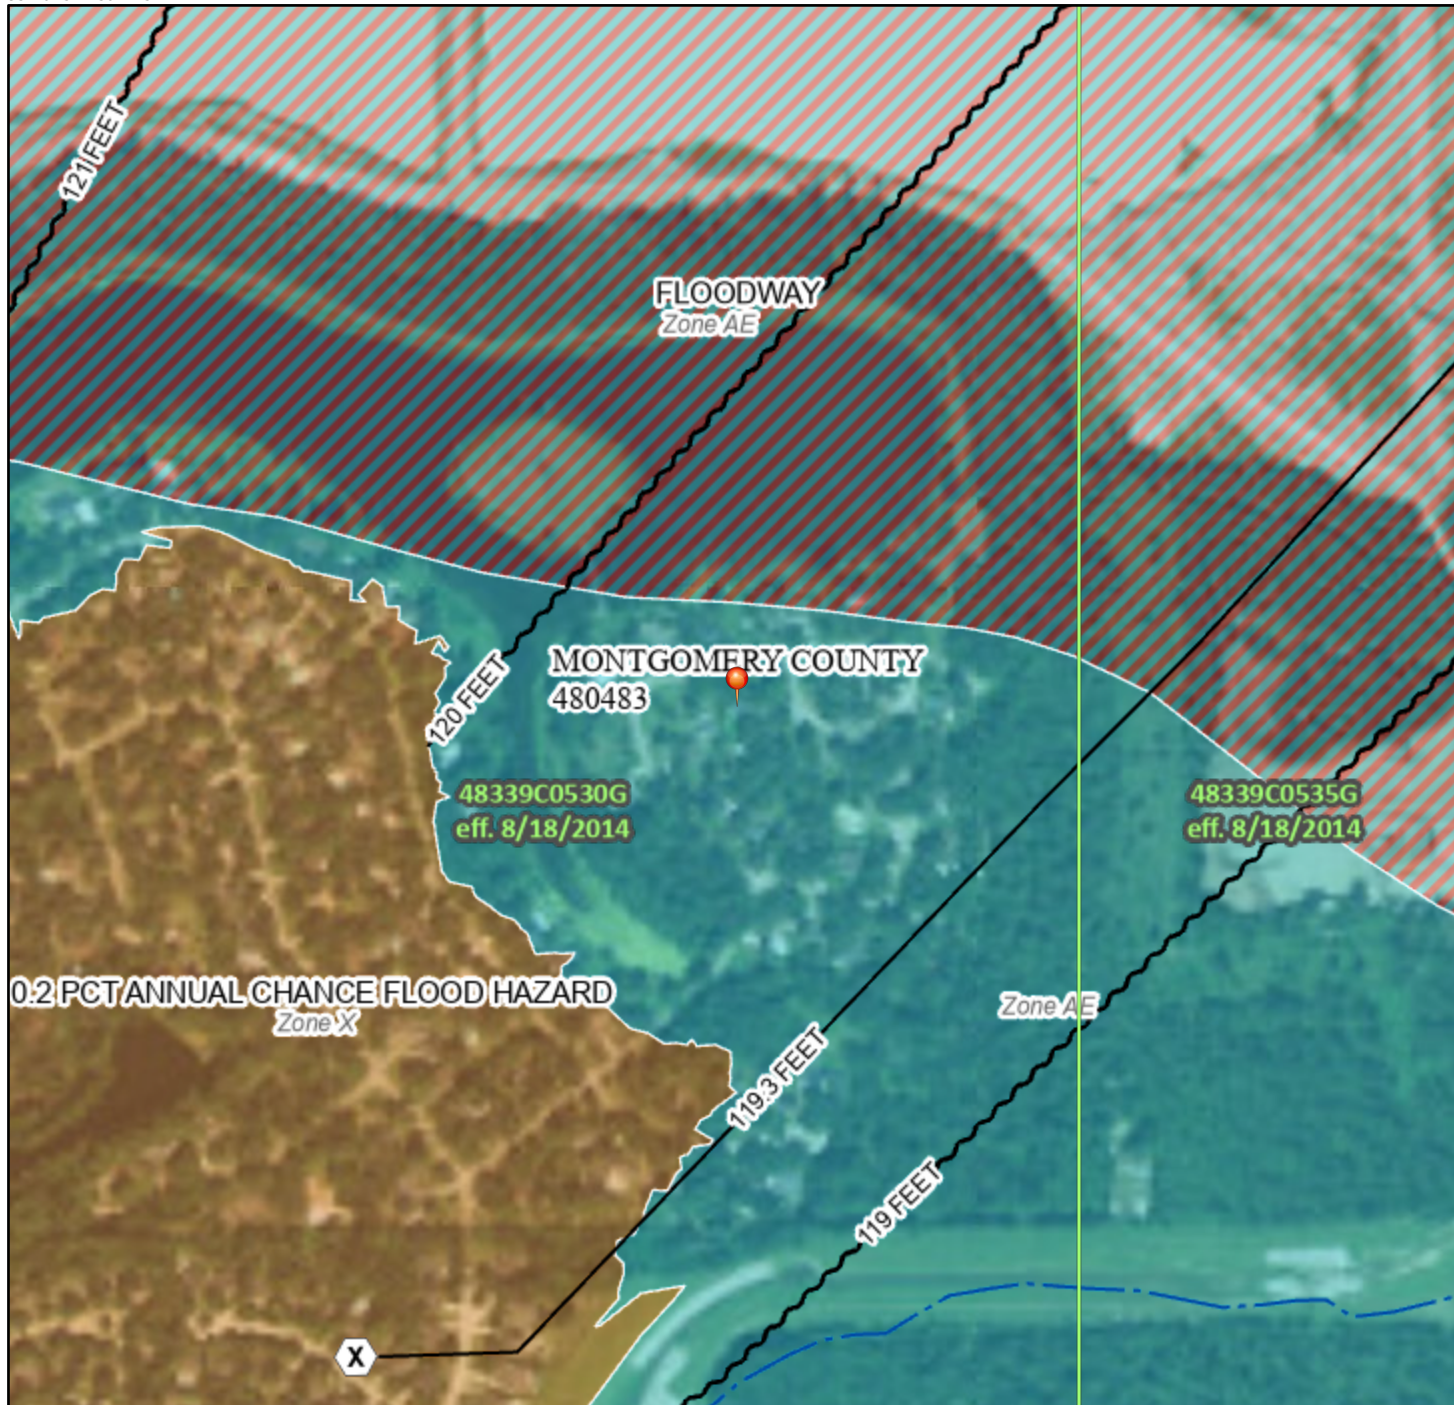 121 FEET
FLOODWAY
Zone AE
MONTGOMERY COUNTY
480483
120 FEET
48339C0530G
eff. 8/18/2014
48339C0535G
eff. 8/18/2014
0.2 PCT ANNUAL CHANCE FLOOD HAZARD
Zone X
Zone AE
119.3 FEET
119 FEET
X